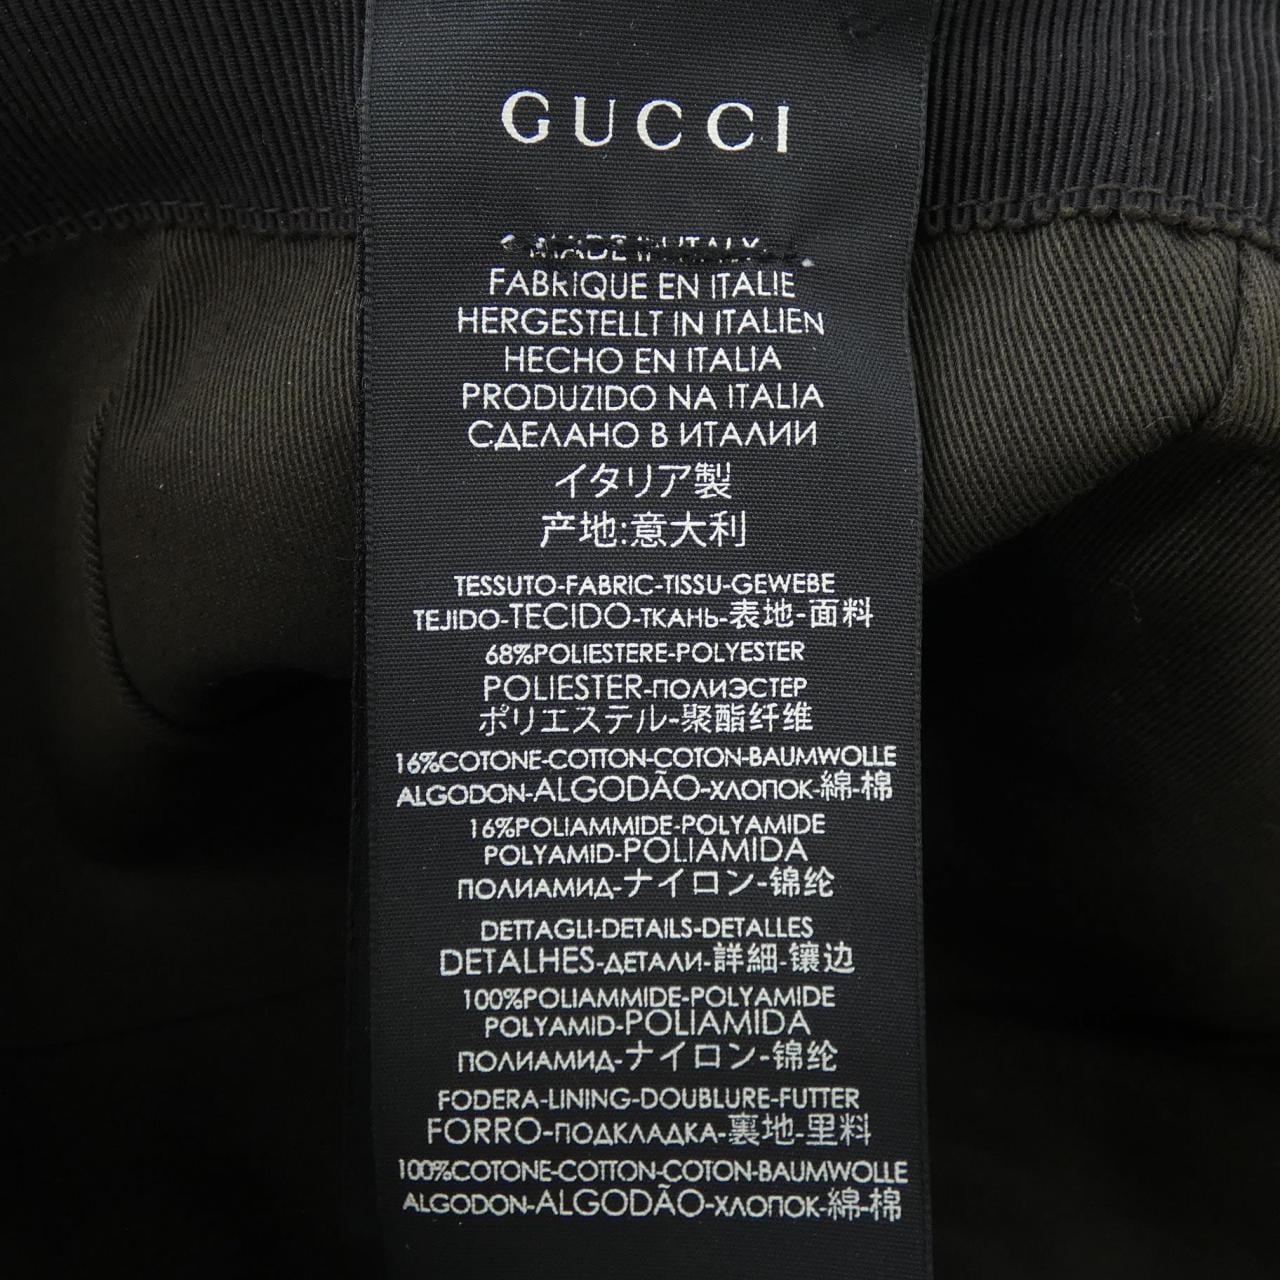 GUCCI
MADE IN ITALY
FABRIQUE EN ITALIE
HERGESTELLT IN ITALIEN
HECHO EN ITALIA
PRODUZIDO NA ITALIA
СДЕЛАНО В ИТАЛИИ
イタリア製
产地:意大利
TESSUTO-FABRIC-TISSU-GEWEBE
TEJIDO-TECIDO-ТКАНЬ-表地-面料
68%POLIESTERE-POLYESTER
POLIESTER-ПОЛИЭСТЕР
ポリエステル-聚酯纤维
16%COTONE-COTTON-COTON-BAUMWOLLE
ALGODON-ALGODÃO-ХЛОПОК-綿-棉
16%POLIAMMIDE-POLYAMIDE
POLYAMID-POLIAMIDA
ПОЛИАМИД-ナイロン-锦纶
DETTAGLI-DETAILS-DETALLES
DETALHES-ДЕТАЛИ-詳細-镶边
100%POLIAMMIDE-POLYAMIDE
POLYAMID-POLIAMIDA
ПОЛИАМИД-ナイロン-锦纶
FODERA-LINING-DOUBLURE-FUTTER
FORRO-ПОДКЛАДКА-裏地-里料
100%COTONE-COTTON-COTON-BAUMWOLLE
ALGODON-ALGODÃO-ХЛОПОК-綿-棉